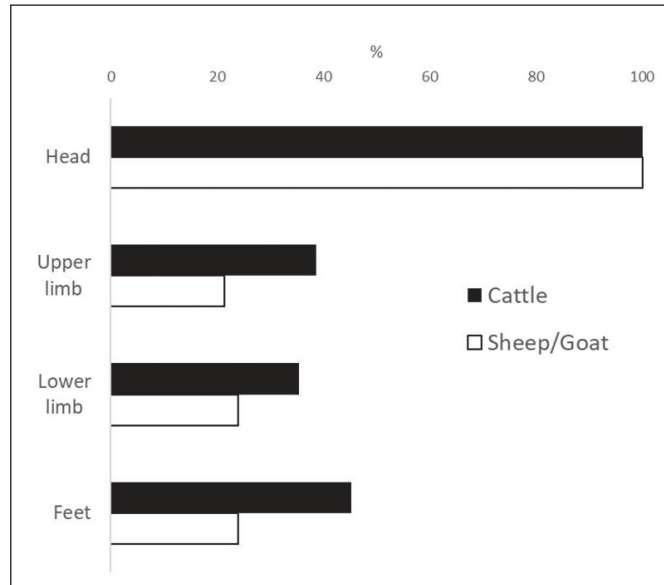 %
0 20 40 60 80 100
Head
Upper
limb
Lower
limb
Feet
Cattle
Sheep/Goat